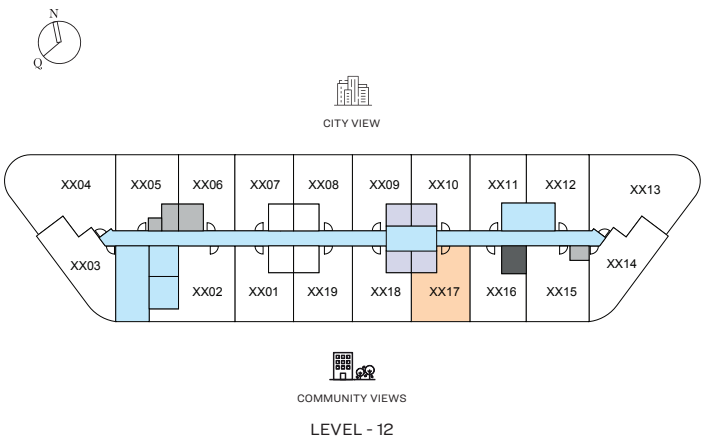 N
Q
CITY VIEW
XX04 XX05 XX06 XX07 XX08 XX09 XX10 XX11 XX12 XX13
XX03 XX02 XX01 XX19 XX18 XX17 XX16 XX15 XX14
COMMUNITY VIEWS
LEVEL - 12